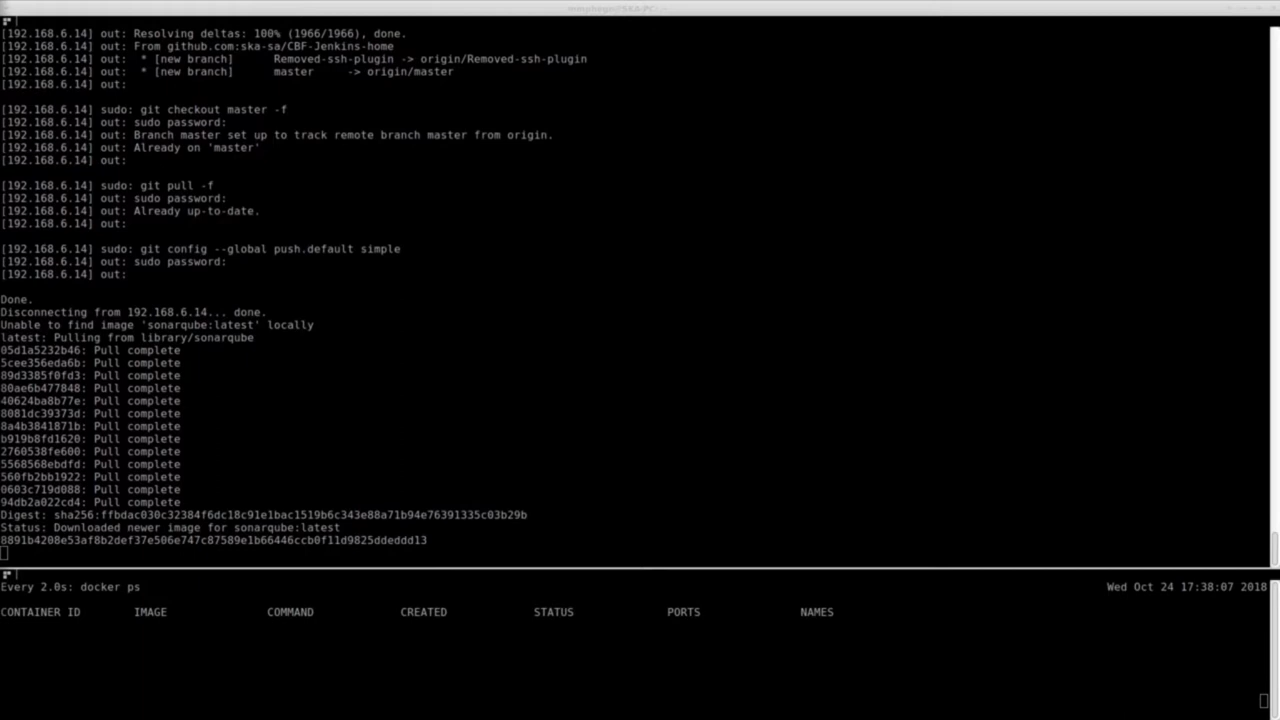 [192.168.6.14] out: Resolving deltas: 100% (1966/1966), done.
[192.168.6.14] out: From github.com:ska-sa/CBF-Jenkins-home
[192.168.6.14] out:  * [new branch]      Removed-ssh-plugin -> origin/Removed-ssh-plugin
[192.168.6.14] out:  * [new branch]      master     -> origin/master
[192.168.6.14] out:
[192.168.6.14] sudo: git checkout master -f
[192.168.6.14] out: sudo password:
[192.168.6.14] out: Branch master set up to track remote branch master from origin.
[192.168.6.14] out: Already on 'master'
[192.168.6.14] out:
[192.168.6.14] sudo: git pull -f
[192.168.6.14] out: sudo password:
[192.168.6.14] out: Already up-to-date.
[192.168.6.14] out:
[192.168.6.14] sudo: git config --global push.default simple
[192.168.6.14] out: sudo password:
[192.168.6.14] out:
Done.
Disconnecting from 192.168.6.14... done.
Unable to find image 'sonarqube:latest' locally
latest: Pulling from library/sonarqube
05d1a5232b46: Pull complete
5cee356eda6b: Pull complete
89d3385f0fd3: Pull complete
80ae6b477848: Pull complete
40624ba8b77e: Pull complete
8081dc39373d: Pull complete
8a4b3841871b: Pull complete
b919b8fd1620: Pull complete
2760538fe600: Pull complete
5568568ebdfd: Pull complete
560fb2bb1922: Pull complete
0603c719d088: Pull complete
94db2a022cd4: Pull complete
Digest: sha256:ffbdac030c32384f6dc18c91e1bac1519b6c343e88a71b94e76391335c03b29b
Status: Downloaded newer image for sonarqube:latest
8891b4208e53af8b2def37e506e747c87589e1b66446ccb0f11d9825ddeddd13
Every 2.0s: docker ps Wed Oct 24 17:38:07 2018
CONTAINER ID IMAGE COMMAND CREATED STATUS PORTS NAMES